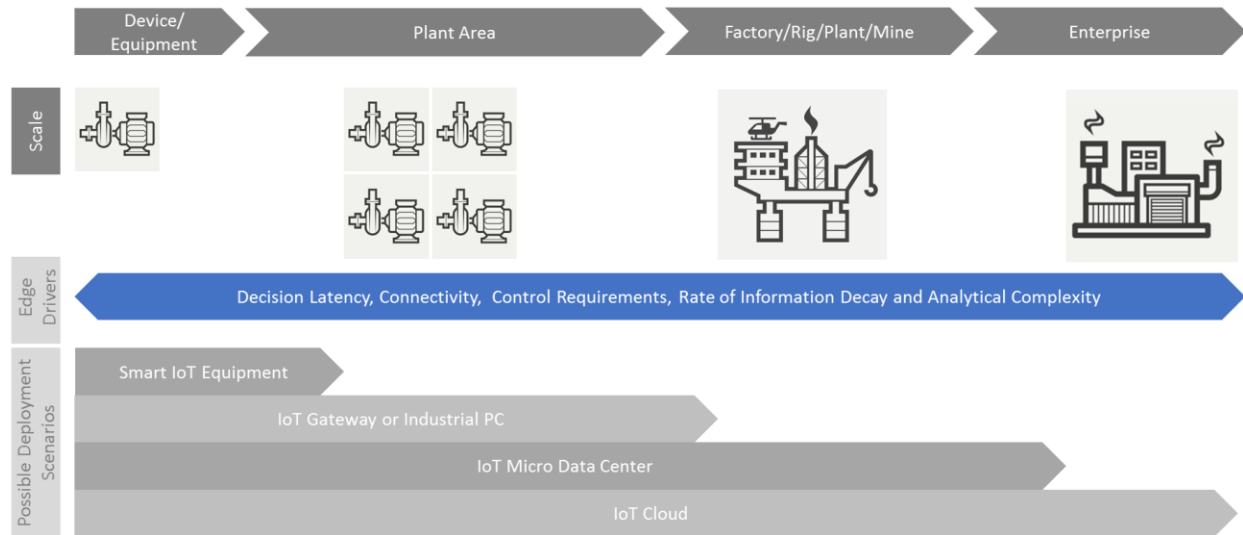 Device/
Equipment
Plant Area
Factory/Rig/Plant/Mine
Enterprise
Scale
Edge
Drivers
Decision Latency, Connectivity, Control Requirements, Rate of Information Decay and Analytical Complexity
Possible Deployment
Scenarios
Smart IoT Equipment
IoT Gateway or Industrial PC
IoT Micro Data Center
IoT Cloud